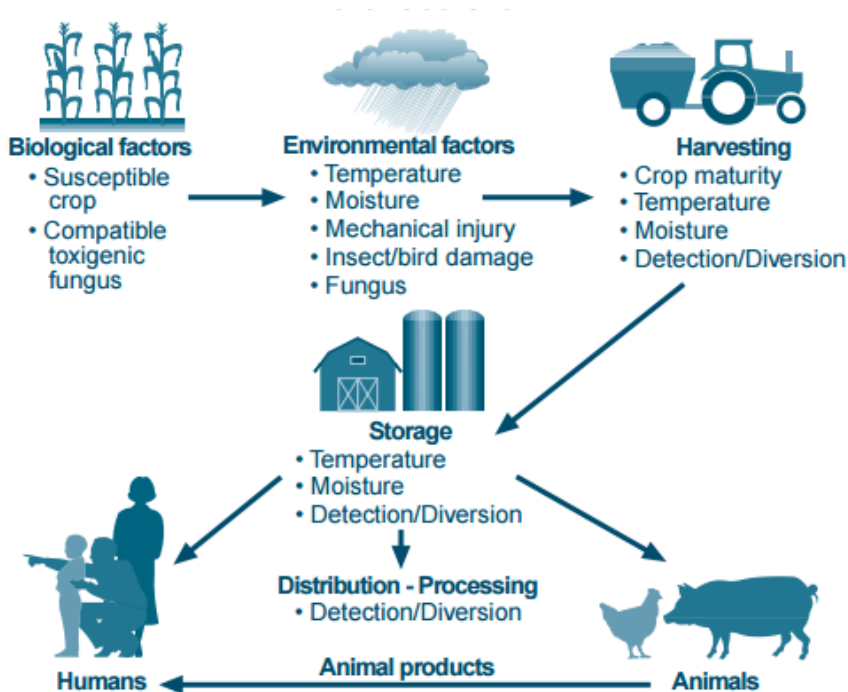 Biological factors
• Susceptible
crop
• Compatible
toxigenic
fungus
Environmental factors
• Temperature
• Moisture
• Mechanical injury
• Insect/bird damage
• Fungus
Harvesting
• Crop maturity
• Temperature
• Moisture
• Detection/Diversion
Storage
• Temperature
• Moisture
• Detection/Diversion
Distribution - Processing
• Detection/Diversion
Humans
Animal products
Animals